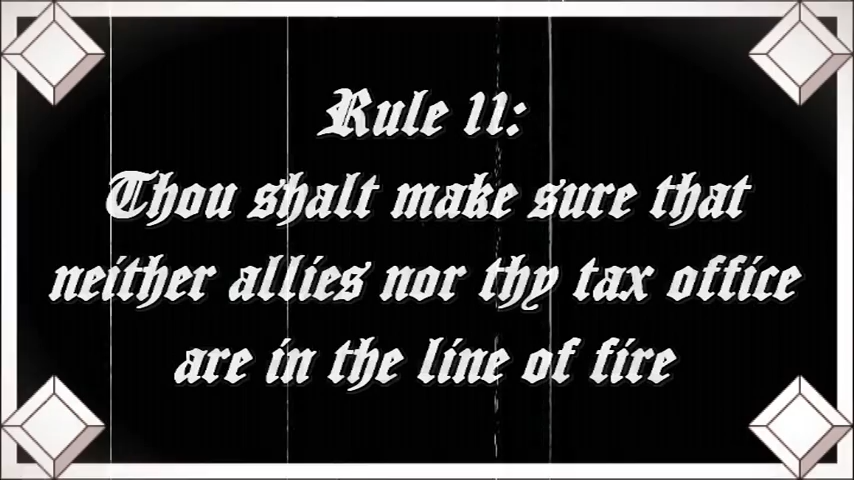 Rule 11:
Thou shalt make sure that
neither allies nor thy tax office
are in the line of fire